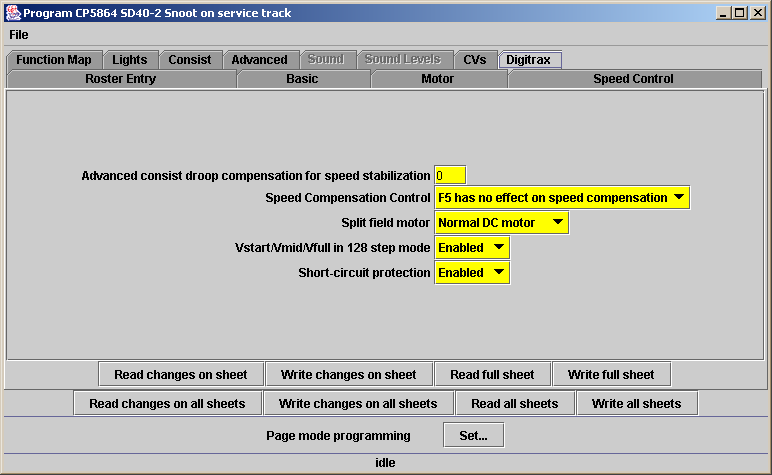 Program CP5864 SD40-2 Snoot on service track
File
Function Map Lights Consist Advanced Sound Sound Levels CVs Digitrax
Roster Entry Basic Motor Speed Control
Advanced consist droop compensation for speed stabilization 0
Speed Compensation Control F5 has no effect on speed compensation
Split field motor Normal DC motor
Vstart/Vmid/Vfull in 128 step mode Enabled
Short-circuit protection Enabled
Read changes on sheet Write changes on sheet Read full sheet Write full sheet
Read changes on all sheets Write changes on all sheets Read all sheets Write all sheets
Page mode programming Set...
idle